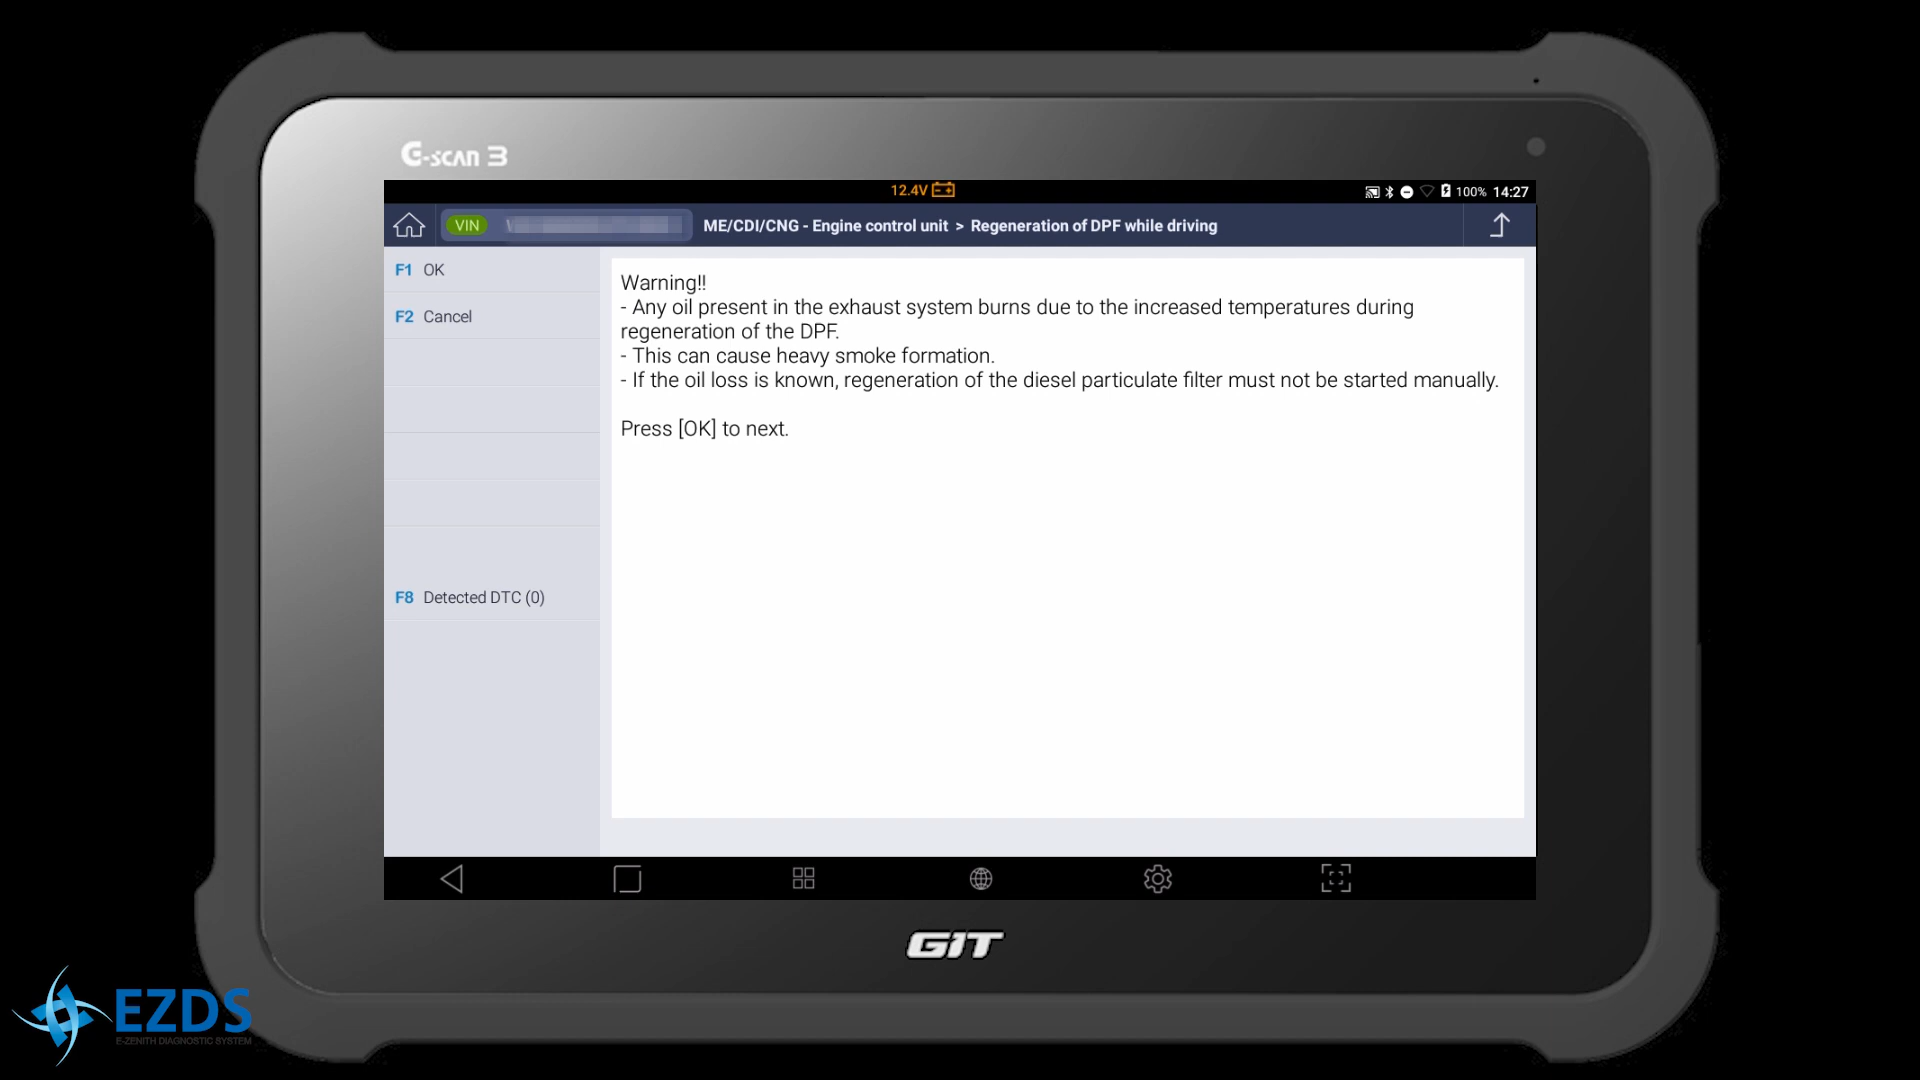 G-scan 3
12.4V
100% 14:27
VIN
ME/CDI/CNG - Engine control unit > Regeneration of DPF while driving
F1 OK
F2 Cancel
F8 Detected DTC (0)
Warning!!
- Any oil present in the exhaust system burns due to the increased temperatures during
regeneration of the DPF.
- This can cause heavy smoke formation.
- If the oil loss is known, regeneration of the diesel particulate filter must not be started manually.
Press [OK] to next.
GIT
EZDS
E-ZENITH DIAGNOSTIC SYSTEM